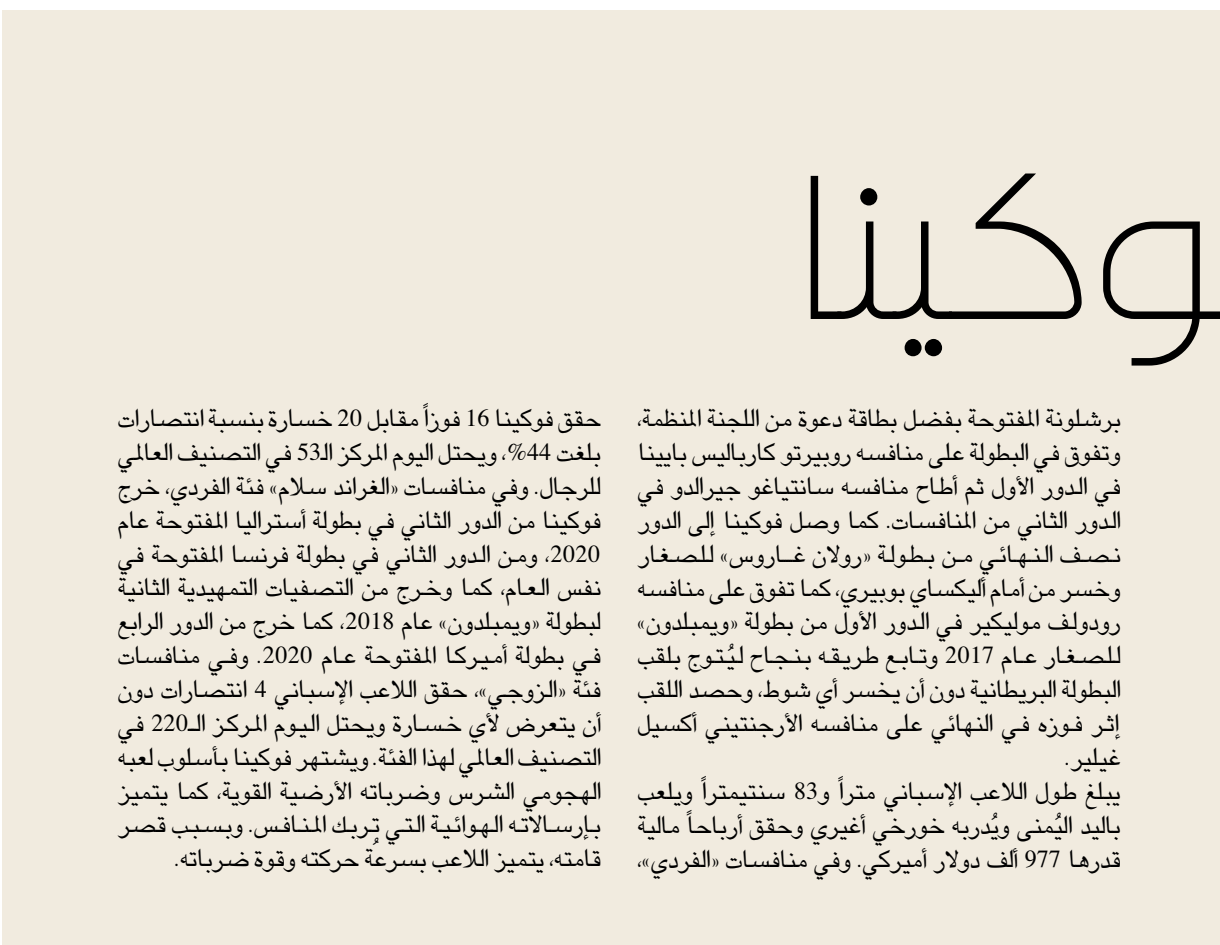 وكينا
برشلونة المفتوحة بفضل بطاقة دعوة من اللجنة المنظمة،
وتفوق في البطولة على منافسه روبيرتو كارباليس بايينا
في الدور الأول ثم أطاح منافسه سانتياغو جيرالدو في
الدور الثاني من المنافسات. كما وصل فوكينا إلى الدور
نصف النهائي من بطولة «رولان غاروس» للصغار
وخسر من أمام أليكساي بوبيري، كما تفوق على منافسه
رودولف موليكير في الدور الأول من بطولة «ويمبلدون»
للصغار عام 2017 وتابع طريقه بنجاح ليُتوج بلقب
البطولة البريطانية دون أن يخسر أي شوط، وحصد اللقب
إثر فوزه في النهائي على منافسه الأرجنتيني أكسيل
غيلير.
يبلغ طول اللاعب الإسباني متراً و83 سنتيمتراً ويلعب
باليد اليُمنى ويُدربه خورخي أغيري وحقق أرباحاً مالية
قدرها 977 ألف دولار أميركي. وفي منافسات «الفردي»،
حقق فوكينا 16 فوزاً مقابل 20 خسارة بنسبة انتصارات
بلغت 44%، ويحتل اليوم المركز الـ53 في التصنيف العالمي
للرجال. وفي منافسات «الغراند سلام» فئة الفردي، خرج
فوكينا من الدور الثاني في بطولة أستراليا المفتوحة عام
2020، ومن الدور الثاني في بطولة فرنسا المفتوحة في
نفس العام، كما وخرج من التصفيات التمهيدية الثانية
لبطولة «ويمبلدون» عام 2018، كما خرج من الدور الرابع
في بطولة أميركا المفتوحة عام 2020. وفي منافسات
فئة «الزوجي»، حقق اللاعب الإسباني 4 انتصارات دون
أن يتعرض لأي خسارة ويحتل اليوم المركز الـ220 في
التصنيف العالمي لهذا الفئة. ويشتهر فوكينا بأسلوب لعبه
الهجومي الشرس وضرباته الأرضية القوية، كما يتميز
بإرسالاته الهوائية التي تربك المنافس. وبسبب قصر
قامته، يتميز اللاعب بسرعُة حركته وقوة ضرباته.